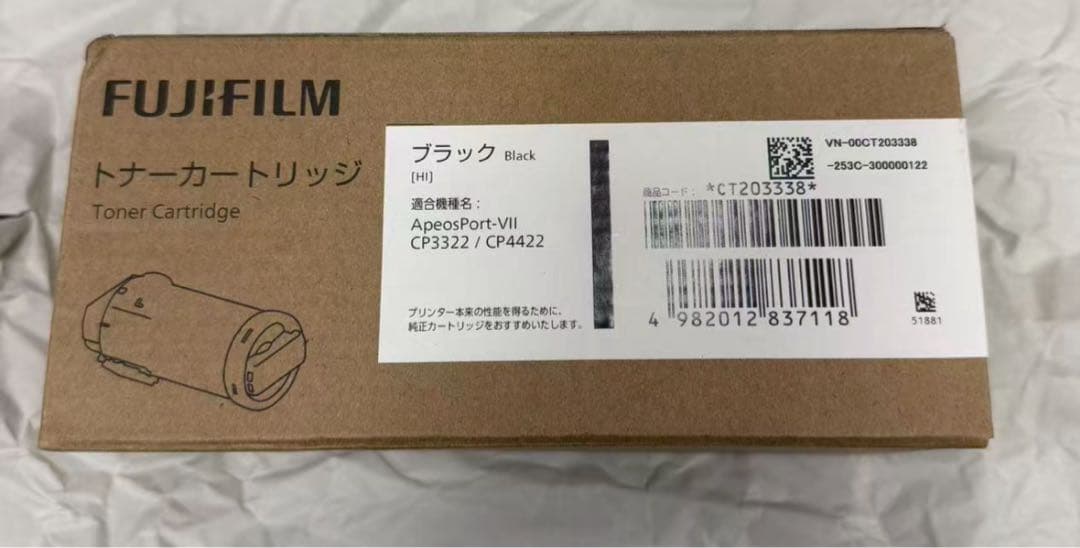 FUJIFILM
トナーカートリッジ
Toner Cartridge
ブラック Black
[HI]
適合機種名：
ApeosPort-VII
CP3322 / CP4422
プリンター本来の性能を得るために、
純正カートリッジをおすすめいたします。
VN-00CT203338
-253C-300000122
商品コード： *CT203338*
4 982012 837118
51881